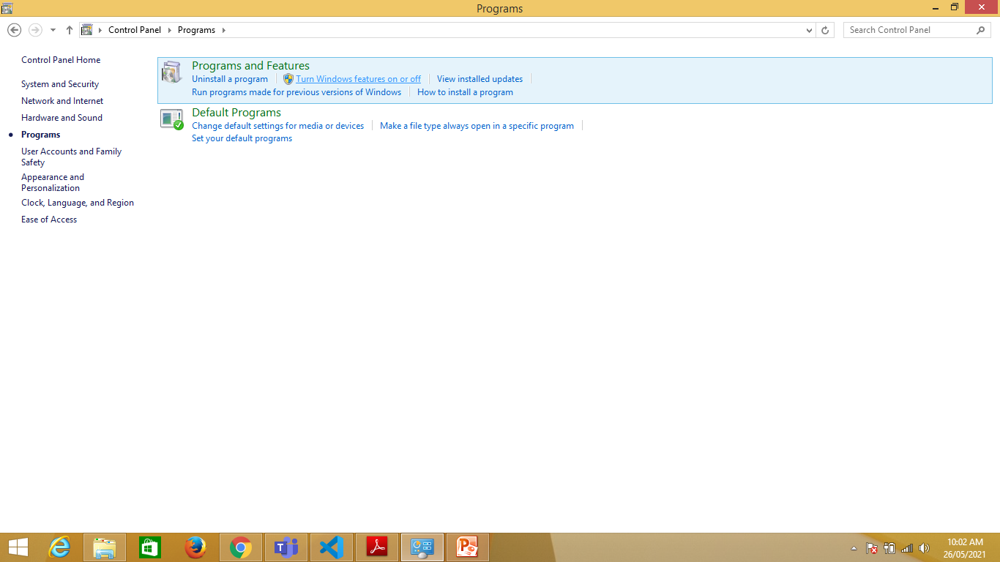 Programs
Control Panel Programs
Search Control Panel
Control Panel Home
System and Security
Network and Internet
Hardware and Sound
Programs
User Accounts and Family
Safety
Appearance and
Personalization
Clock, Language, and Region
Ease of Access
Programs and Features
Uninstall a program Turn Windows features on or off View installed updates
Run programs made for previous versions of Windows How to install a program
Default Programs
Change default settings for media or devices Make a file type always open in a specific program
Set your default programs
10:02 AM
26/05/2021